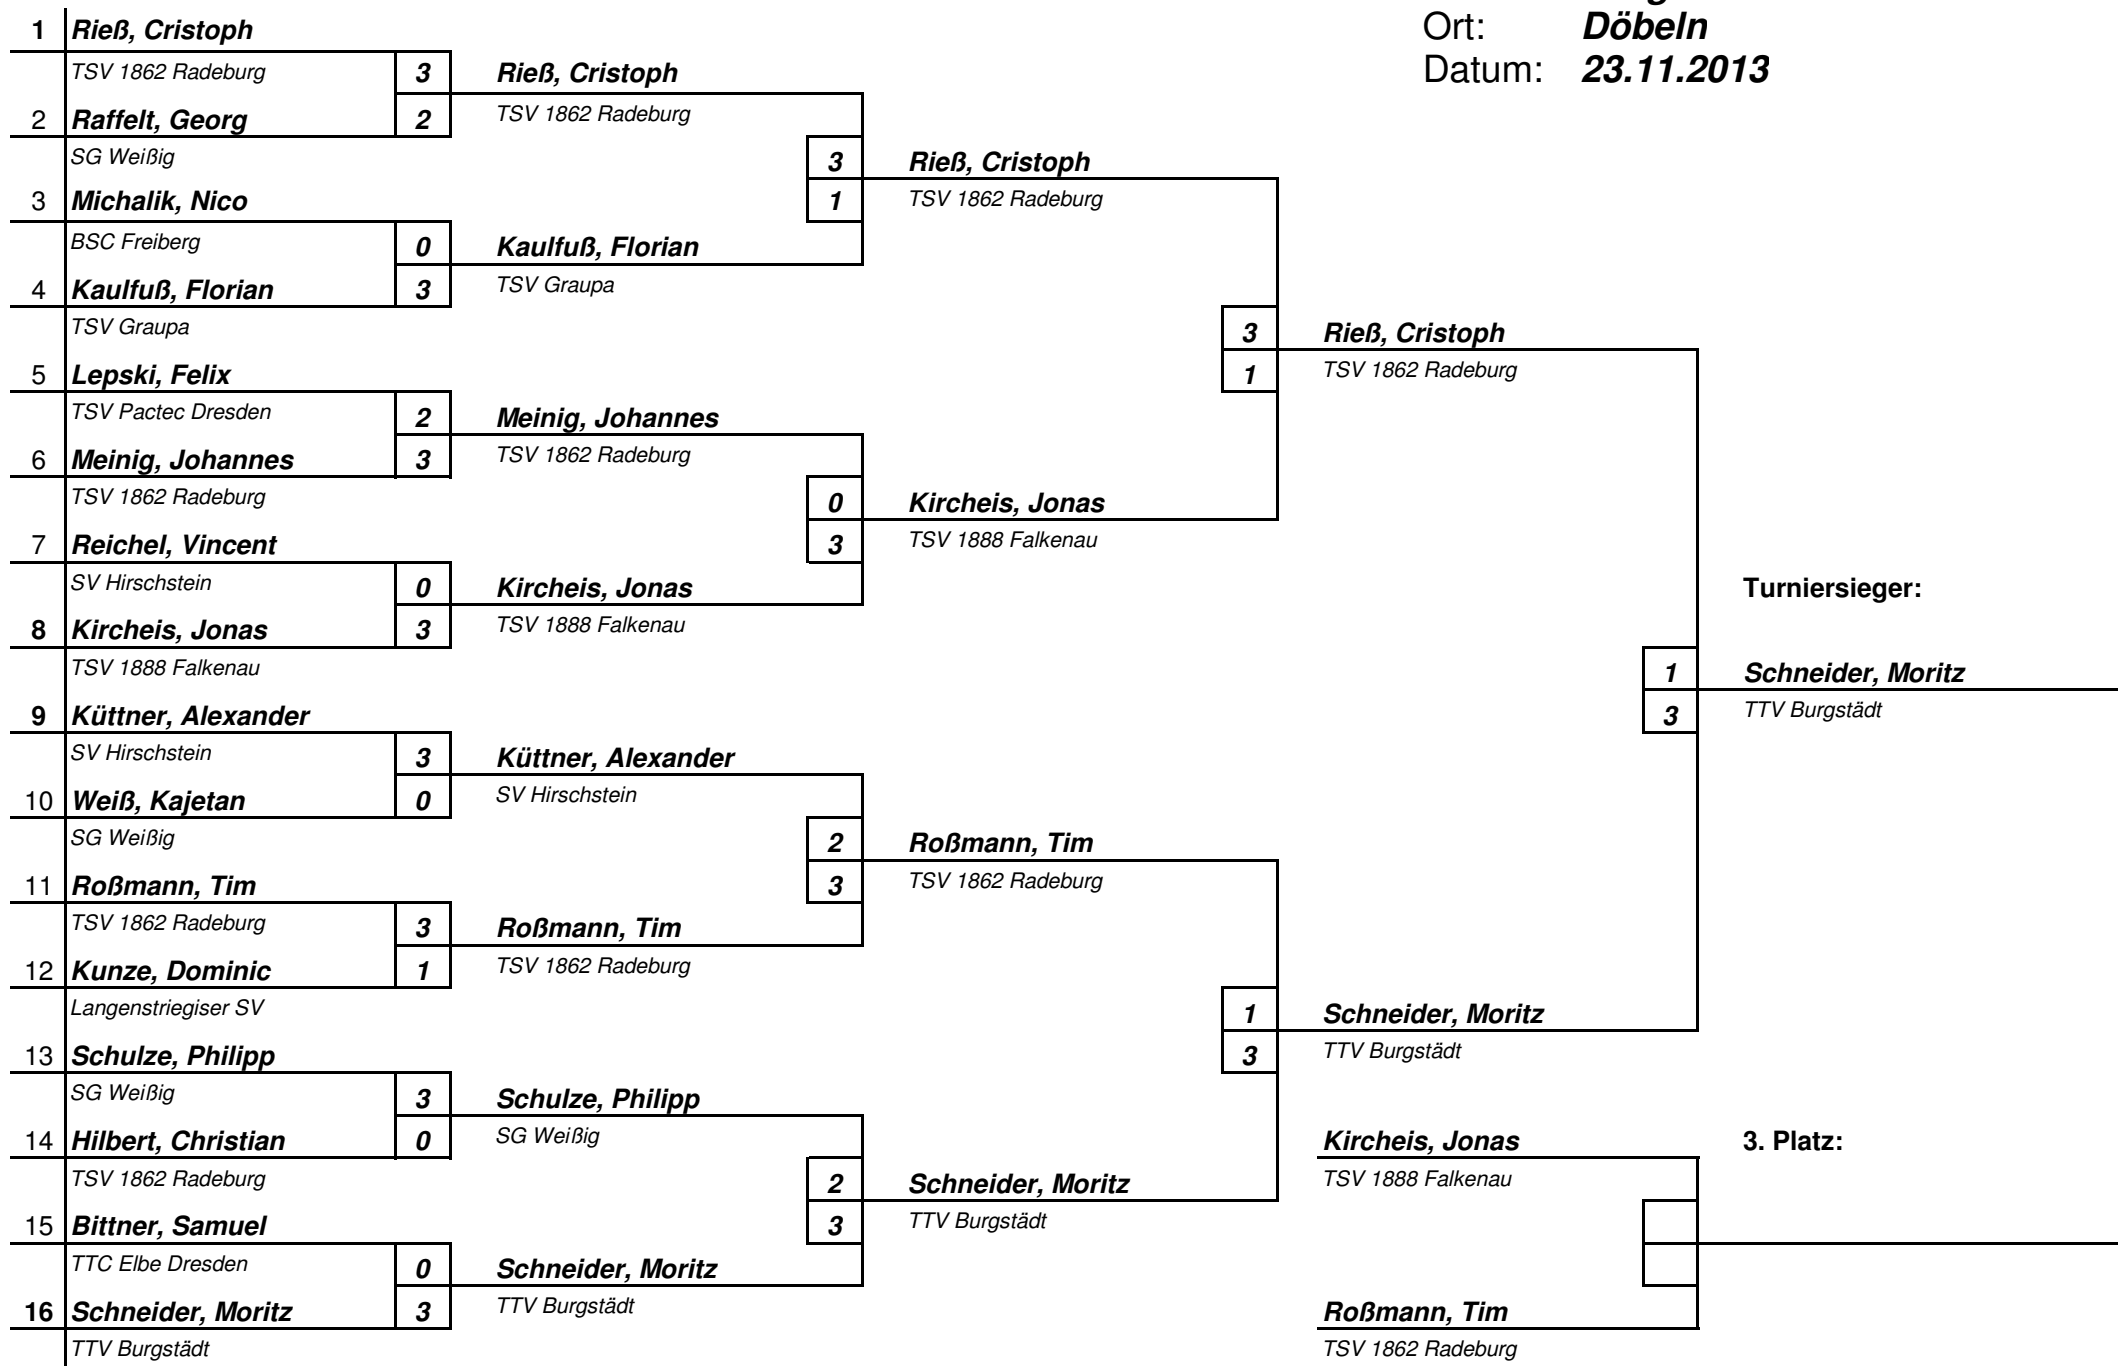 Ort: Döbeln
Datum: 23.11.2013
1 Rieß, Cristoph
TSV 1862 Radeburg 3
2 Raffelt, Georg 2
SG Weißig
3 Michalik, Nico
BSC Freiberg 0
4 Kaulfuß, Florian 3
TSV Graupa
5 Lepski, Felix
TSV Pactec Dresden 2
6 Meinig, Johannes 3
TSV 1862 Radeburg
7 Reichel, Vincent
SV Hirschstein 0
8 Kircheis, Jonas 3
TSV 1888 Falkenau
9 Küttner, Alexander
SV Hirschstein 3
10 Weiß, Kajetan 0
SG Weißig
11 Roßmann, Tim
TSV 1862 Radeburg 3
12 Kunze, Dominic 1
Langenstriegiser SV
13 Schulze, Philipp
SG Weißig 3
14 Hilbert, Christian 0
TSV 1862 Radeburg
15 Bittner, Samuel
TTC Elbe Dresden 0
16 Schneider, Moritz 3
TTV Burgstädt
Rieß, Cristoph
TSV 1862 Radeburg
3
1
Kaulfuß, Florian
TSV Graupa
Meinig, Johannes
TSV 1862 Radeburg
0
3
Kircheis, Jonas
TSV 1888 Falkenau
Küttner, Alexander
SV Hirschstein
2
3
Roßmann, Tim
TSV 1862 Radeburg
Schulze, Philipp
SG Weißig
2
3
Schneider, Moritz
TTV Burgstädt
Rieß, Cristoph
TSV 1862 Radeburg
3
1
Kircheis, Jonas
TSV 1888 Falkenau
Roßmann, Tim
TSV 1862 Radeburg
1
3
Schneider, Moritz
TTV Burgstädt
Rieß, Cristoph
TSV 1862 Radeburg
1
3
Schneider, Moritz
TTV Burgstädt
Turniersieger:
Schneider, Moritz
TTV Burgstädt
Kircheis, Jonas
TSV 1888 Falkenau
3. Platz:
Roßmann, Tim
TSV 1862 Radeburg